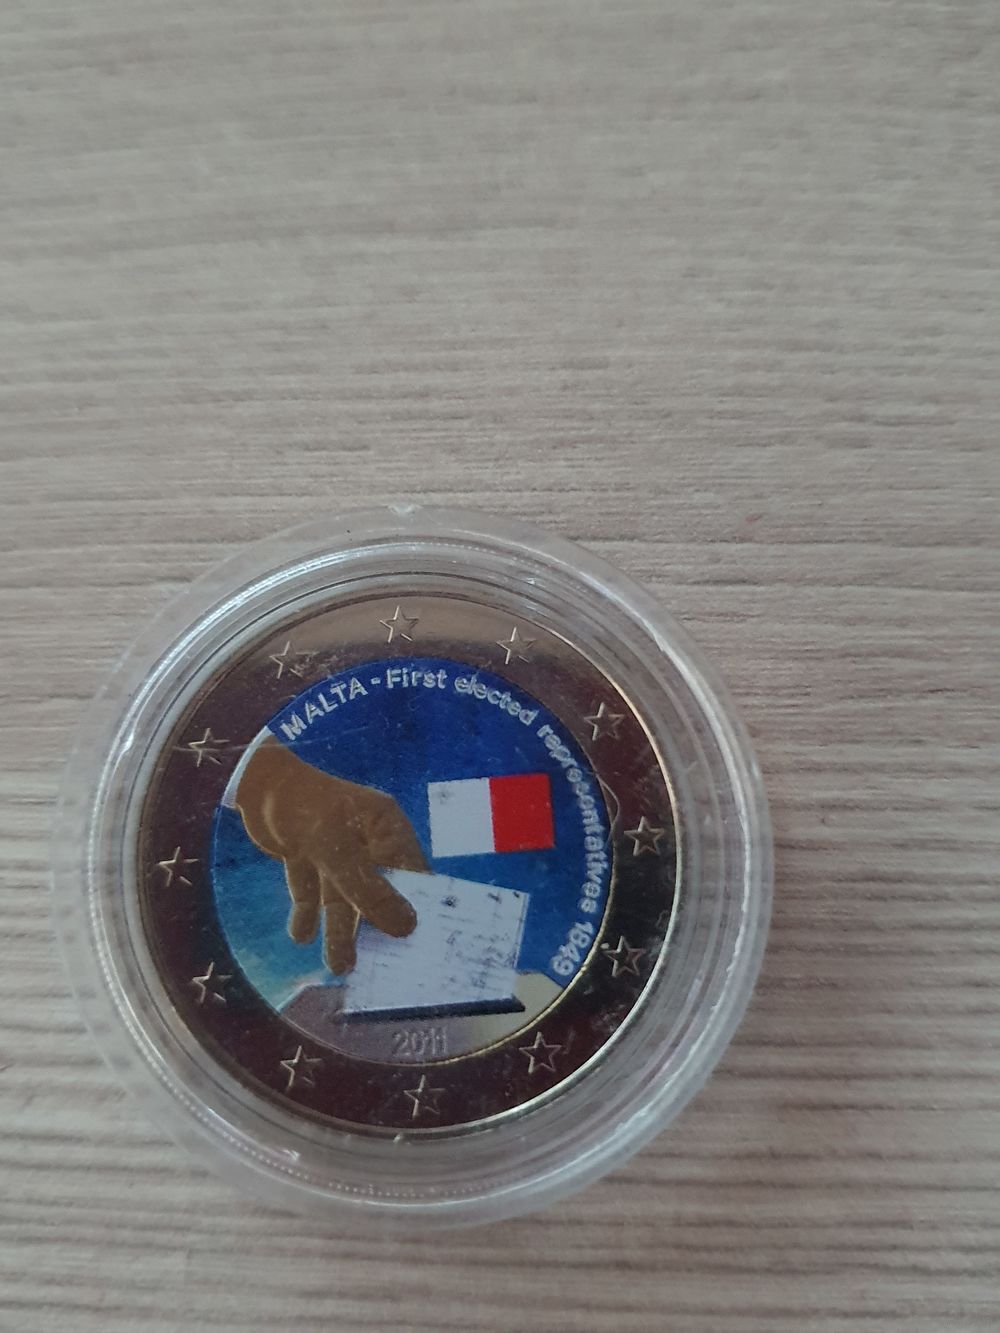 MALTA - First elected representatives 1849
2011